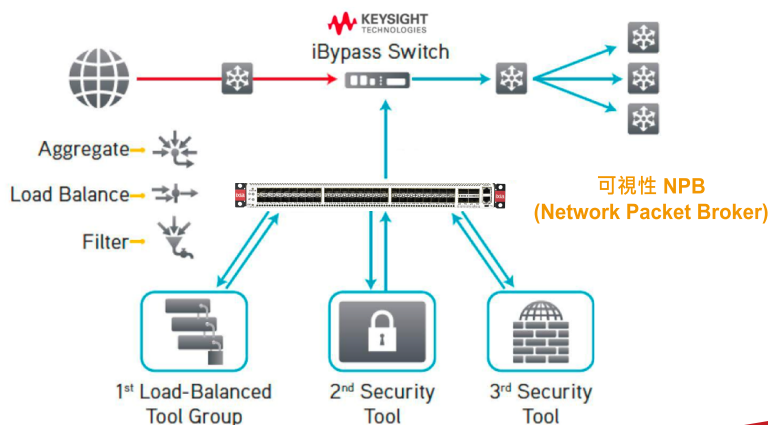 KEYSIGHT
TECHNOLOGIES
iBypass Switch
Aggregate
Load Balance
Filter
可視性 NPB
(Network Packet Broker)
1st Load-Balanced
Tool Group
2nd Security
Tool
3rd Security
Tool